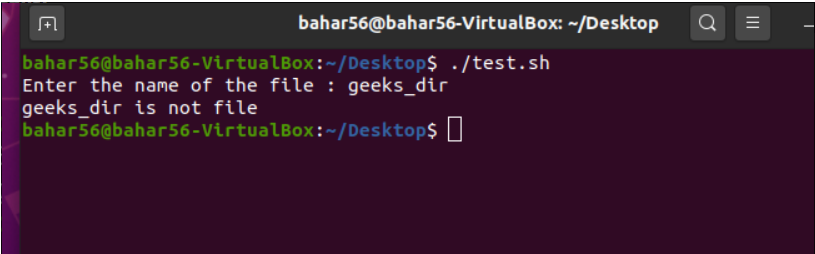 bahar56@bahar56-VirtualBox: ~/Desktop
bahar56@bahar56-VirtualBox:~/Desktop$ ./test.sh
Enter the name of the file : geeks_dir
geeks_dir is not file
bahar56@bahar56-VirtualBox:~/Desktop$